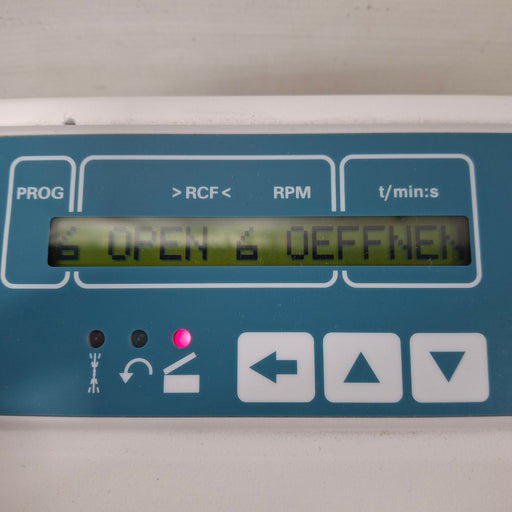 PROG >RCF< RPM t/min:s
6 OPEN 6 OEFFNEN